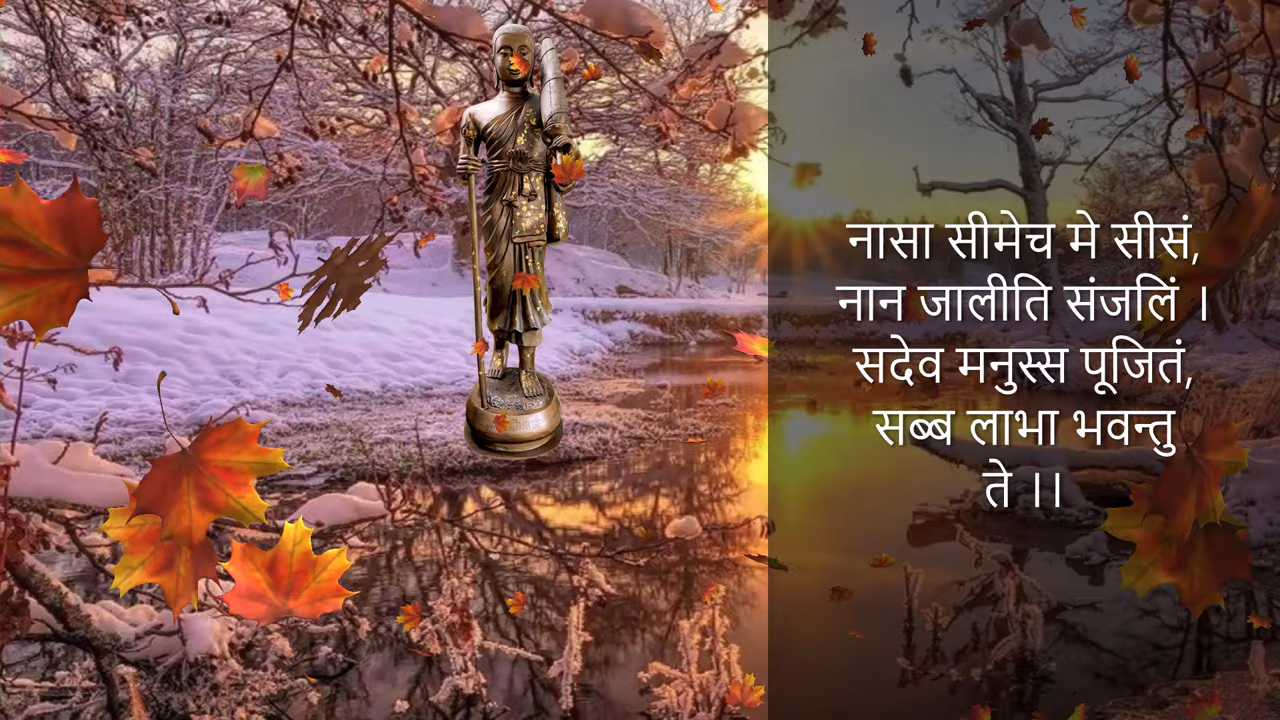 नासा सीमेच मे सीसं,
नान जालीति संजलिं ।
सदेव मनुस्स पूजितं,
सब्ब लाभा भवन्तु
ते ।।